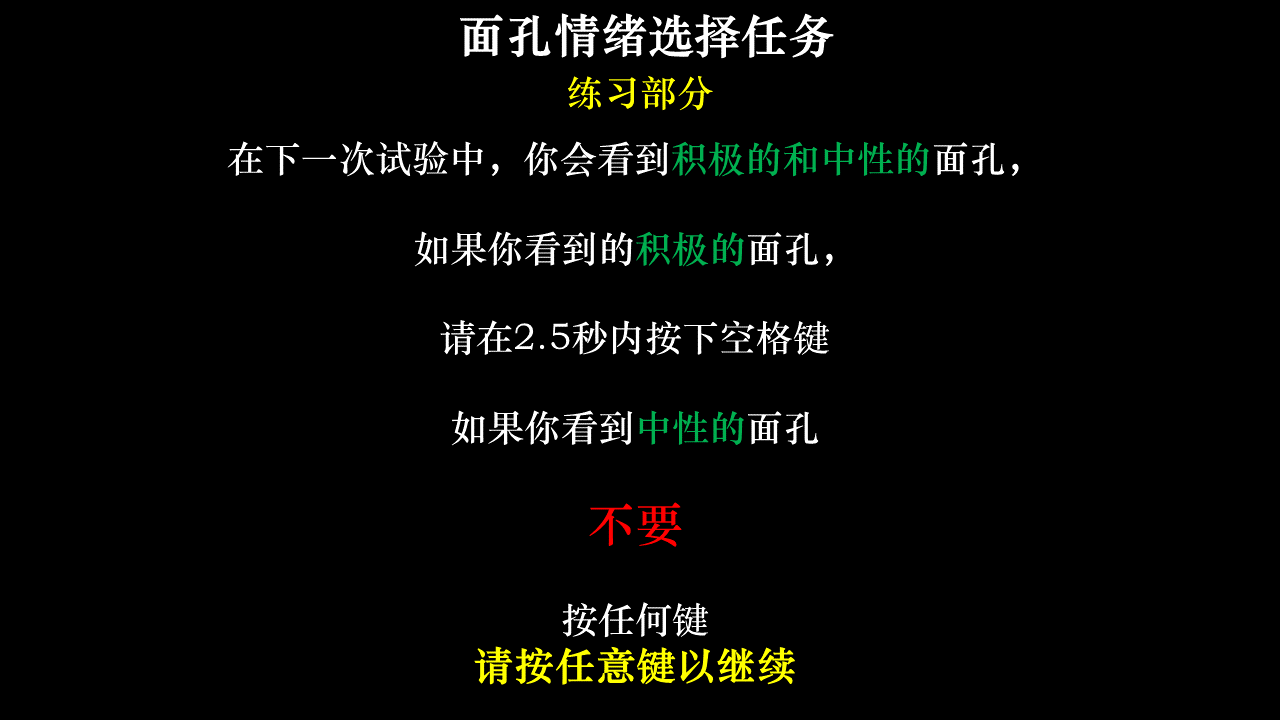 面孔情绪选择任务
练习部分
在下一次试验中，你会看到积极的和中性的面孔，
如果你看到的积极的面孔，
请在2.5秒内按下空格键
如果你看到中性的面孔
不要
按任何键
请按任意键以继续